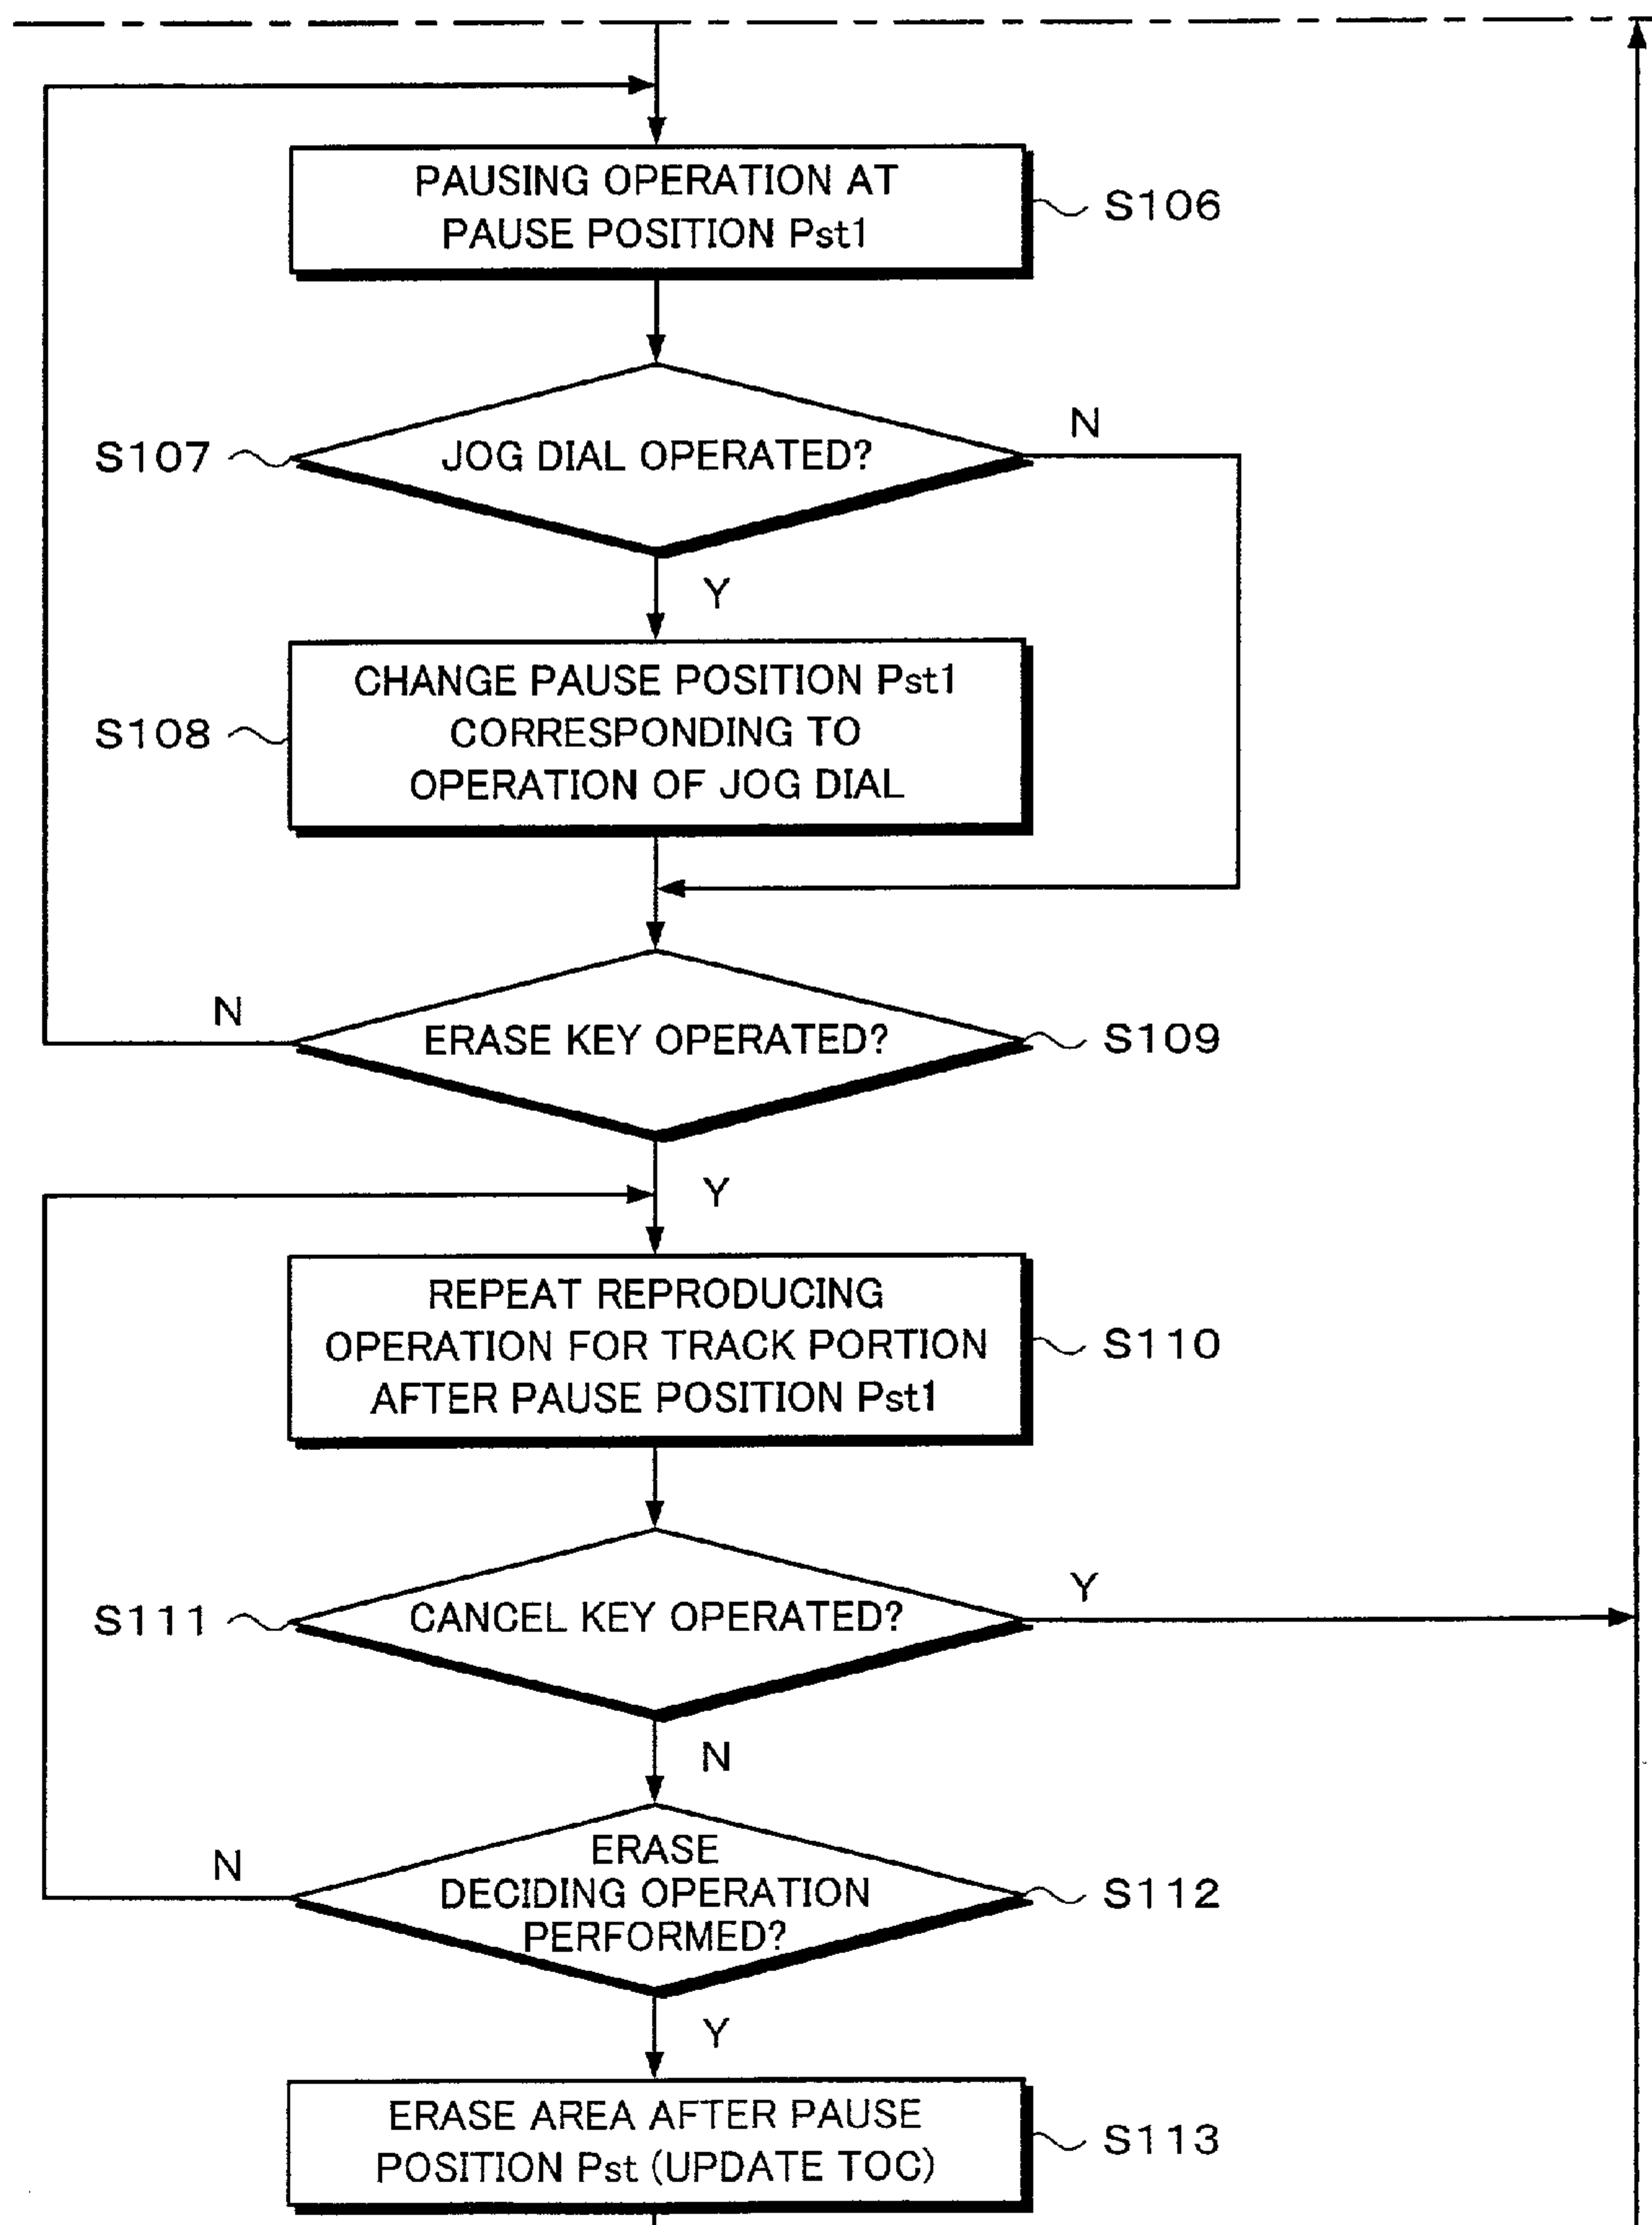 PAUSING OPERATION AT
PAUSE POSITION Pst1
S106
N
S107
JOG DIAL OPERATED?
Y
CHANGE PAUSE POSITION Pst1
CORRESPONDING TO
OPERATION OF JOG DIAL
S108
N
ERASE KEY OPERATED?
S109
Y
REPEAT REPRODUCING
OPERATION FOR TRACK PORTION
AFTER PAUSE POSITION Pst1
S110
Y
S111
CANCEL KEY OPERATED?
N
N
ERASE
DECIDING OPERATION
PERFORMED?
S112
Y
ERASE AREA AFTER PAUSE
POSITION Pst (UPDATE TOC)
S113